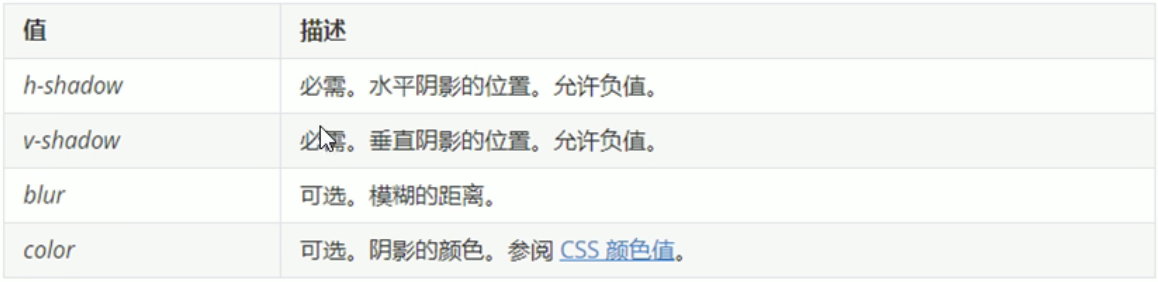 值 描述
h-shadow 必需。水平阴影的位置。允许负值。
v-shadow 必需。垂直阴影的位置。允许负值。
blur 可选。模糊的距离。
color 可选。阴影的颜色。参阅 CSS 颜色值。